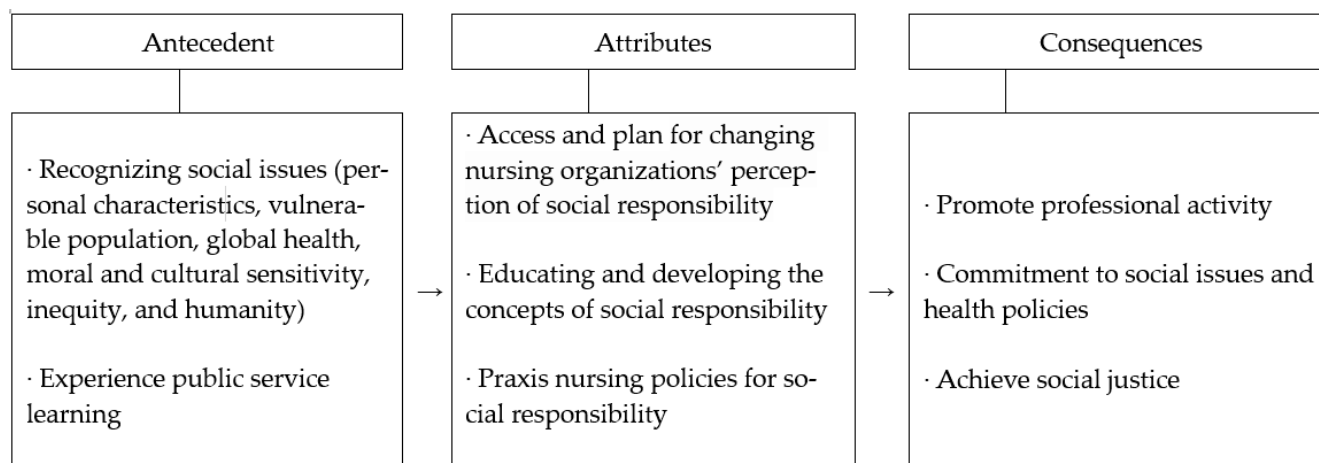 Antecedent
· Recognizing social issues (per-
sonal characteristics, vulnera-
ble population, global health,
moral and cultural sensitivity,
inequity, and humanity)
· Experience public service
learning
→
Attributes
· Access and plan for changing
nursing organizations’ percep-
tion of social responsibility
· Educating and developing the
concepts of social responsibility
· Praxis nursing policies for so-
cial responsibility
→
Consequences
· Promote professional activity
· Commitment to social issues and
health policies
· Achieve social justice